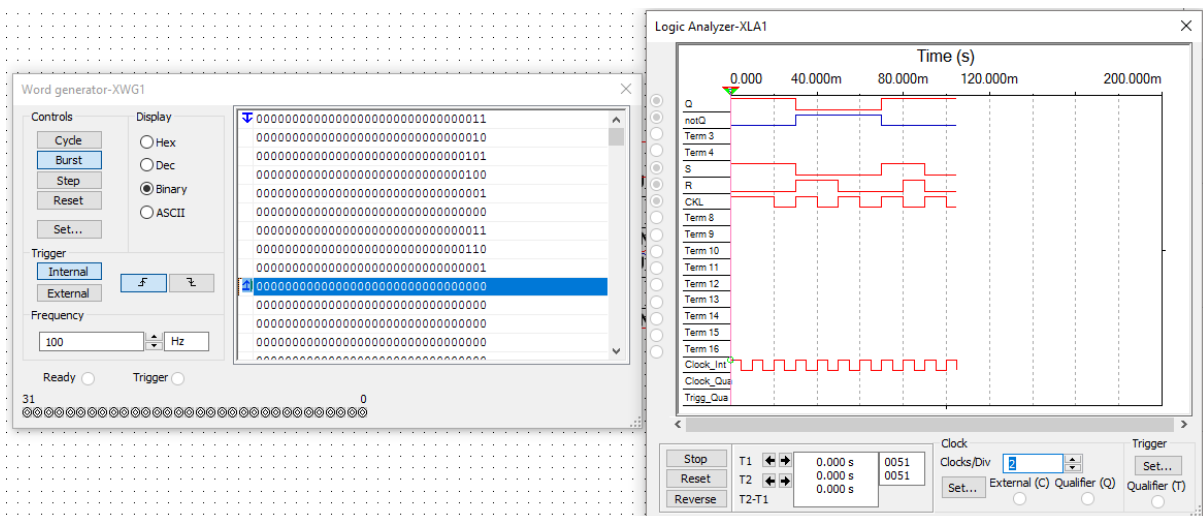 Word generator-XWG1
Controls
Cycle
Burst
Step
Reset
Set...
Display
Hex
Dec
Binary
ASCII
Trigger
Internal
External
Frequency
100
Hz
Ready
Trigger
31
0
00000000000000000000000000000011
00000000000000000000000000000010
00000000000000000000000000000101
00000000000000000000000000000100
00000000000000000000000000000001
00000000000000000000000000000000
00000000000000000000000000000011
00000000000000000000000000000110
00000000000000000000000000000001
00000000000000000000000000000000
00000000000000000000000000000000
00000000000000000000000000000000
00000000000000000000000000000000
Logic Analyzer-XLA1
Time (s)
0.000 40.000m 80.000m 120.000m 200.000m
Q
notQ
Term 3
Term 4
S
R
CKL
Term 8
Term 9
Term 10
Term 11
Term 12
Term 13
Term 14
Term 15
Term 16
Clock_Int
Clock_Qua
Trigg_Qua
Stop
Reset
Reverse
T1 0.000 s 0051
T2 0.000 s 0051
T2-T1 0.000 s
Clock
Clocks/Div 2
Set...
External (C)
Qualifier (Q)
Trigger
Set...
Qualifier (T)